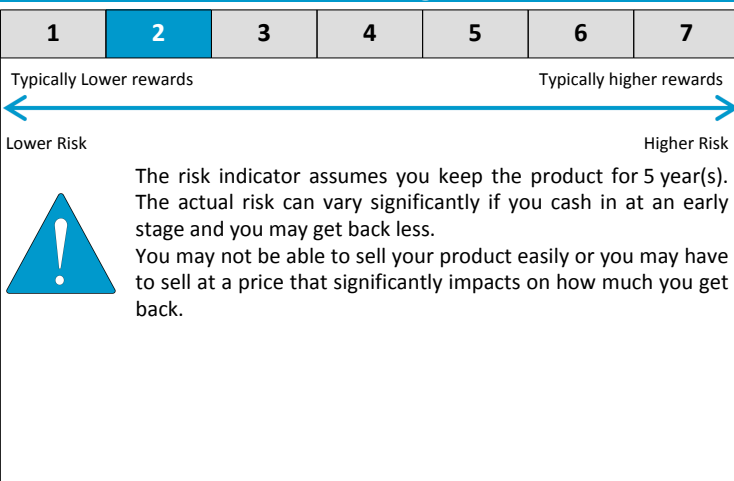 1 2 3 4 5 6 7
Typically Lower rewards Typically higher rewards
Lower Risk Higher Risk
The risk indicator assumes you keep the product for 5 year(s).
The actual risk can vary significantly if you cash in at an early
stage and you may get back less.
You may not be able to sell your product easily or you may have
to sell at a price that significantly impacts on how much you get
back.